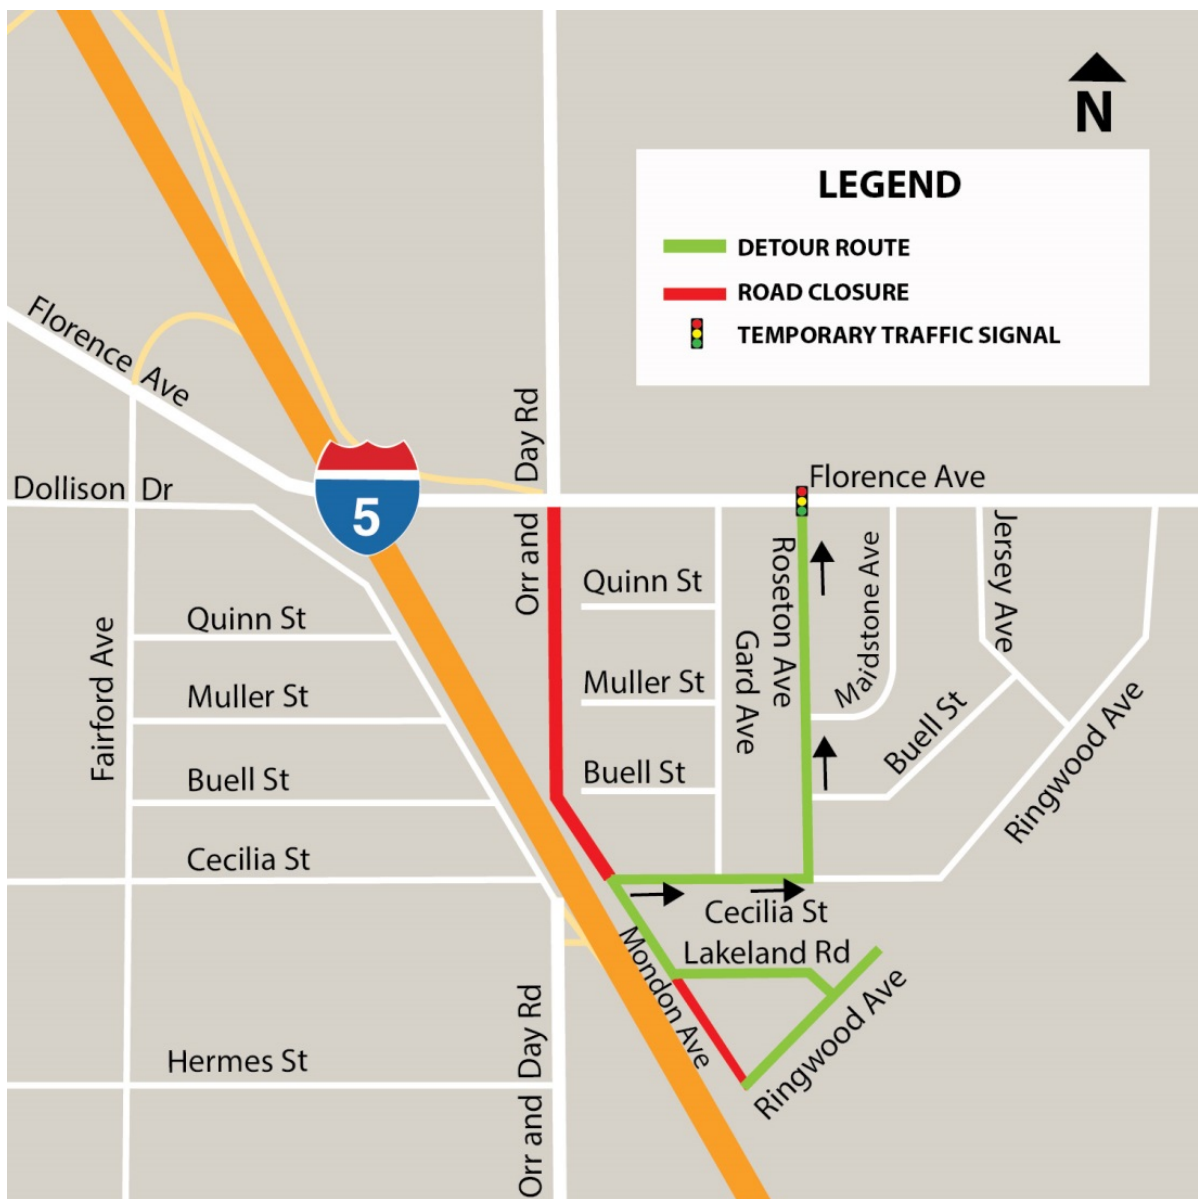 N
LEGEND
DETOUR ROUTE
ROAD CLOSURE
TEMPORARY TRAFFIC SIGNAL
Florence Ave
Orr and Day Rd
Florence Ave
Dollison Dr
5
Quinn St
Muller St
Buell St
Cecilia St
Fairford Ave
Hermes St
Orr and Day Rd
Quinn St
Muller St
Buell St
Gard Ave
Roseton Ave
Maidstone Ave
Jersey Ave
Buell St
Ringwood Ave
Cecilia St
Lakeland Rd
Mondon Ave
Ringwood Ave